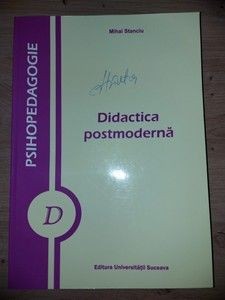 Mihai Stanciu
PSIHOPEDAGOGIE
Didactica
postmodernă
D
Editura Universității Suceava